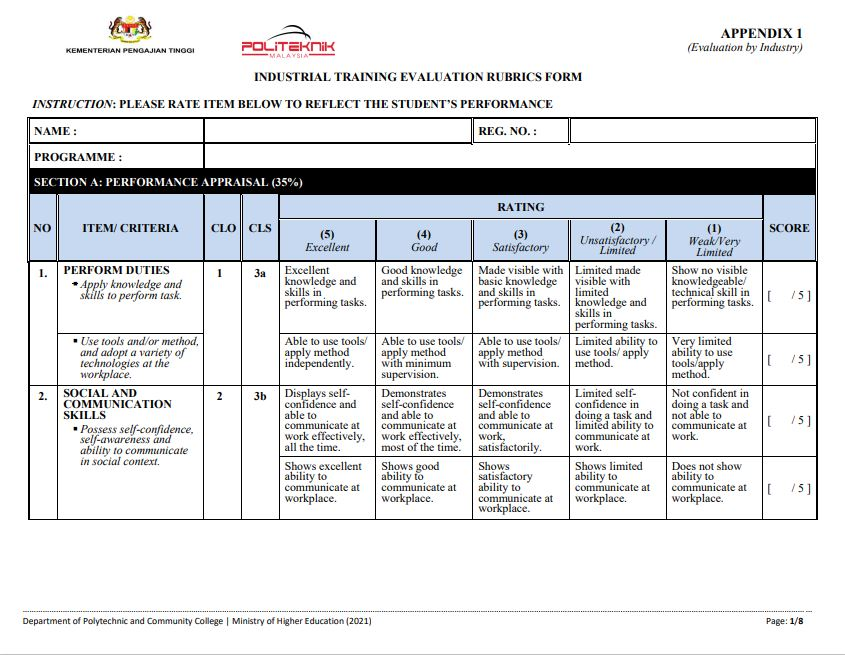 KEMENTERIAN PENGAJIAN TINGGI
POLITEKNIK
MALAYSIA
APPENDIX 1
(Evaluation by Industry)
INDUSTRIAL TRAINING EVALUATION RUBRICS FORM
INSTRUCTION: PLEASE RATE ITEM BELOW TO REFLECT THE STUDENT'S PERFORMANCE
NAME :
REG. NO. :
PROGRAMME :
SECTION A: PERFORMANCE APPRAISAL (35%)
NO
ITEM/ CRITERIA
CLO
CLS
RATING
SCORE
(5)
Excellent
(4)
Good
(3)
Satisfactory
(2)
Unsatisfactory /
Limited
(1)
Weak/Very
Limited
1.
PERFORM DUTIES
▪ Apply knowledge and
skills to perform task.
1
3a
Excellent
knowledge and
skills in
performing tasks.
Good knowledge
and skills in
performing tasks.
Made visible with
basic knowledge
and skills in
performing tasks.
Limited made
visible with
limited
knowledge and
skills in
performing tasks.
Show no visible
knowledgeable/
technical skill in
performing tasks.
[ / 5 ]
▪ Use tools and/or method,
and adopt a variety of
technologies at the
workplace.
Able to use tools/
apply method
independently.
Able to use tools/
apply method
with minimum
supervision.
Able to use tools/
apply method
with supervision.
Limited ability to
use tools/ apply
method.
Very limited
ability to use
tools/apply
method.
[ / 5 ]
2.
SOCIAL AND
COMMUNICATION
SKILLS
▪ Possess self-confidence,
self-awareness and
ability to communicate
in social context.
2
3b
Displays self-
confidence and
able to
communicate at
work effectively,
all the time.
Demonstrates
self-confidence
and able to
communicate at
work effectively,
most of the time.
Demonstrates
self-confidence
and able to
communicate at
work,
satisfactorily.
Limited self-
confidence in
doing a task and
limited ability to
communicate at
work.
Not confident in
doing a task and
not able to
communicate at
work.
[ / 5 ]
Shows excellent
ability to
communicate at
workplace.
Shows good
ability to
communicate at
workplace.
Shows
satisfactory
ability to
communicate at
workplace.
Shows limited
ability to
communicate at
workplace.
Does not show
ability to
communicate at
workplace.
[ / 5 ]
Department of Polytechnic and Community College | Ministry of Higher Education (2021)
Page: 1/8